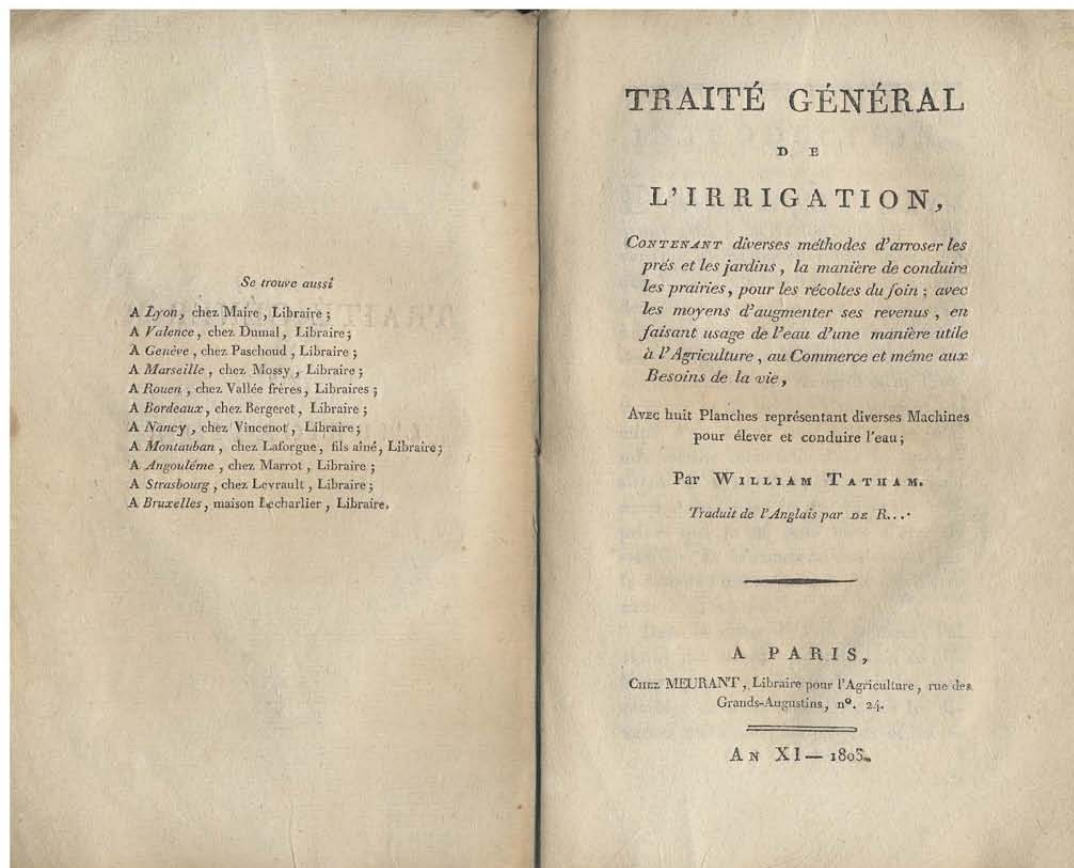 Se trouve aussi
A Lyon, chez Maire, Libraire ;
A Valence, chez Dumal, Libraire ;
A Genève, chez Paschoud, Libraire ;
A Marseille, chez Mossy, Libraire ;
A Rouen, chez Vallée frères, Libraires ;
A Bordeaux, chez Bergeret, Libraire ;
A Nancy, chez Vincenot, Libraire ;
A Montauban, chez Laforgue, fils aîné, Libraire ;
A Angouléme, chez Marrot, Libraire ;
A Strasbourg, chez Levrault, Libraire ;
A Bruxelles, maison Lecharlier, Libraire.
TRAITÉ GÉNÉRAL
DE
L'IRRIGATION,
CONTENANT diverses méthodes d'arroser les
prés et les jardins, la manière de conduire
les prairies, pour les récoltes du foin ; avec
les moyens d'augmenter ses revenus, en
faisant usage de l'eau d'une manière utile
à l'Agriculture, au Commerce et méme aux
Besoins de la vie,
AVEC huit Planches représentant diverses Machines
pour élever et conduire l'eau ;
Par WILLIAM TATHAM.
Traduit de l'Anglais par DE R....
A PARIS,
CHEZ MEURANT, Libraire pour l'Agriculture, rue des
Grands-Augustins, nº. 24.
AN XI — 1803.